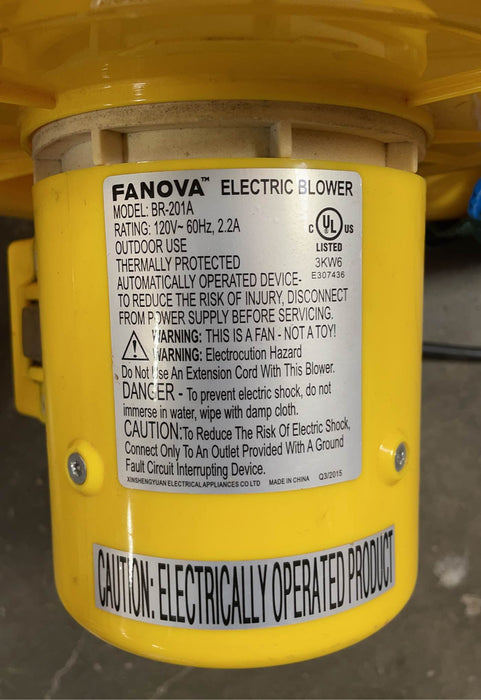 FANOVA™ ELECTRIC BLOWER
MODEL: BR-201A
RATING: 120V~ 60Hz, 2.2A
OUTDOOR USE
THERMALLY PROTECTED
C UL US
LISTED
3KW6
E307436
AUTOMATICALLY OPERATED DEVICE-
TO REDUCE THE RISK OF INJURY, DISCONNECT
FROM POWER SUPPLY BEFORE SERVICING.
WARNING: THIS IS A FAN - NOT A TOY!
WARNING: Electrocution Hazard
Do Not Use An Extension Cord With This Blower.
DANGER - To prevent electric shock, do not
immerse in water, wipe with damp cloth.
CAUTION:To Reduce The Risk Of Electric Shock,
Connect Only To An Outlet Provided With A Ground
Fault Circuit Interrupting Device.
XINSHENGYUAN ELECTRICAL APPLIANCES CO LTD MADE IN CHINA Q3/2015
CAUTION: ELECTRICALLY OPERATED PRODUCT